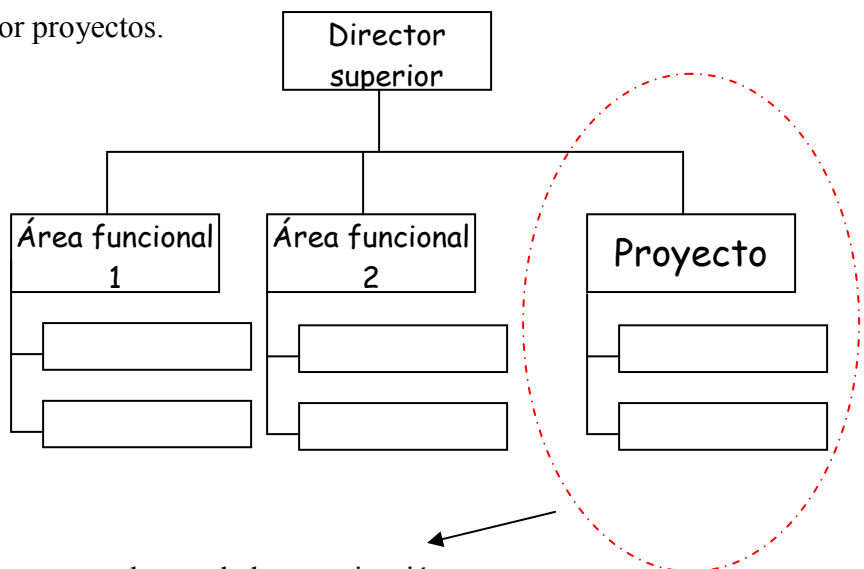 or proyectos.
Director
superior
Área funcional
1
Área funcional
2
Proyecto